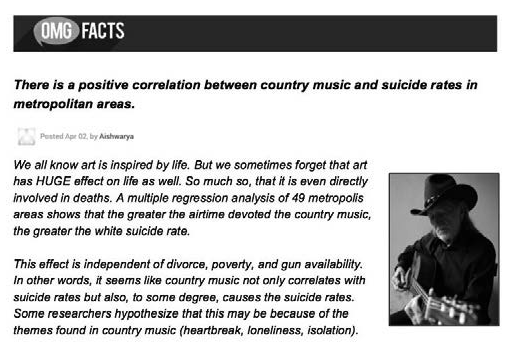 OMG FACTS
There is a positive correlation between country music and suicide rates in
metropolitan areas.
Posted Apr 02, by Aishwarya
We all know art is inspired by life. But we sometimes forget that art
has HUGE effect on life as well. So much so, that it is even directly
involved in deaths. A multiple regression analysis of 49 metropolis
areas shows that the greater the airtime devoted the country music,
the greater the white suicide rate.
This effect is independent of divorce, poverty, and gun availability.
In other words, it seems like country music not only correlates with
suicide rates but also, to some degree, causes the suicide rates.
Some researchers hypothesize that this may be because of the
themes found in country music (heartbreak, loneliness, isolation).